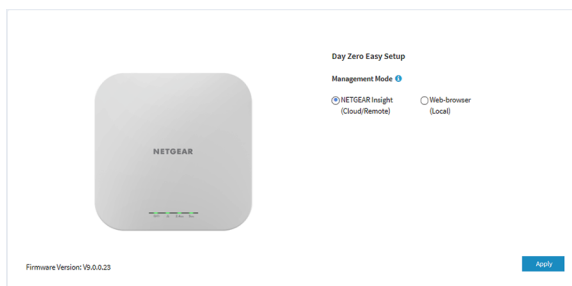 Day Zero Easy Setup
Management Mode
NETGEAR Insight
(Cloud/Remote)
Web-browser
(Local)
NETGEAR
Firmware Version: V9.0.0.23
Apply